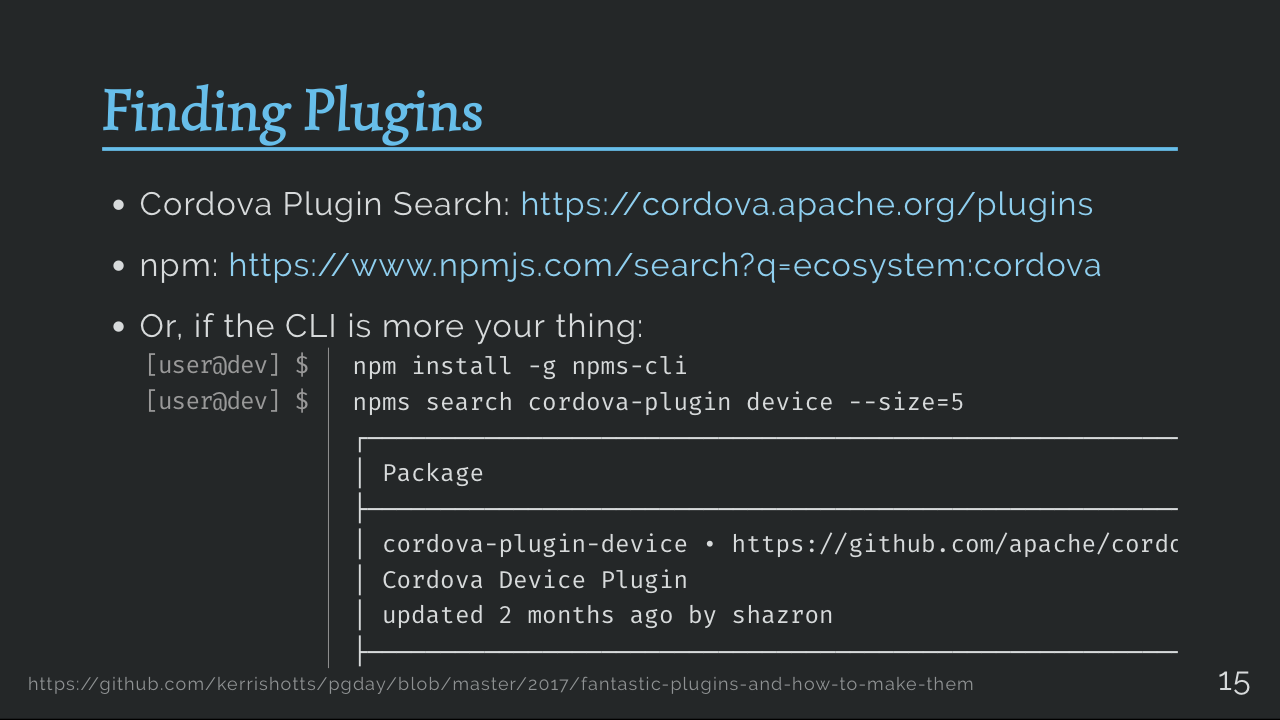 Finding Plugins
• Cordova Plugin Search: https://cordova.apache.org/plugins
• npm: https://www.npmjs.com/search?q=ecosystem:cordova
• Or, if the CLI is more your thing:
[user@dev] $ npm install -g npms-cli
[user@dev] $ npms search cordova-plugin device --size=5
Package
cordova-plugin-device • https://github.com/apache/cordo
Cordova Device Plugin
updated 2 months ago by shazron
https://github.com/kerrishotts/pgday/blob/master/2017/fantastic-plugins-and-how-to-make-them
15